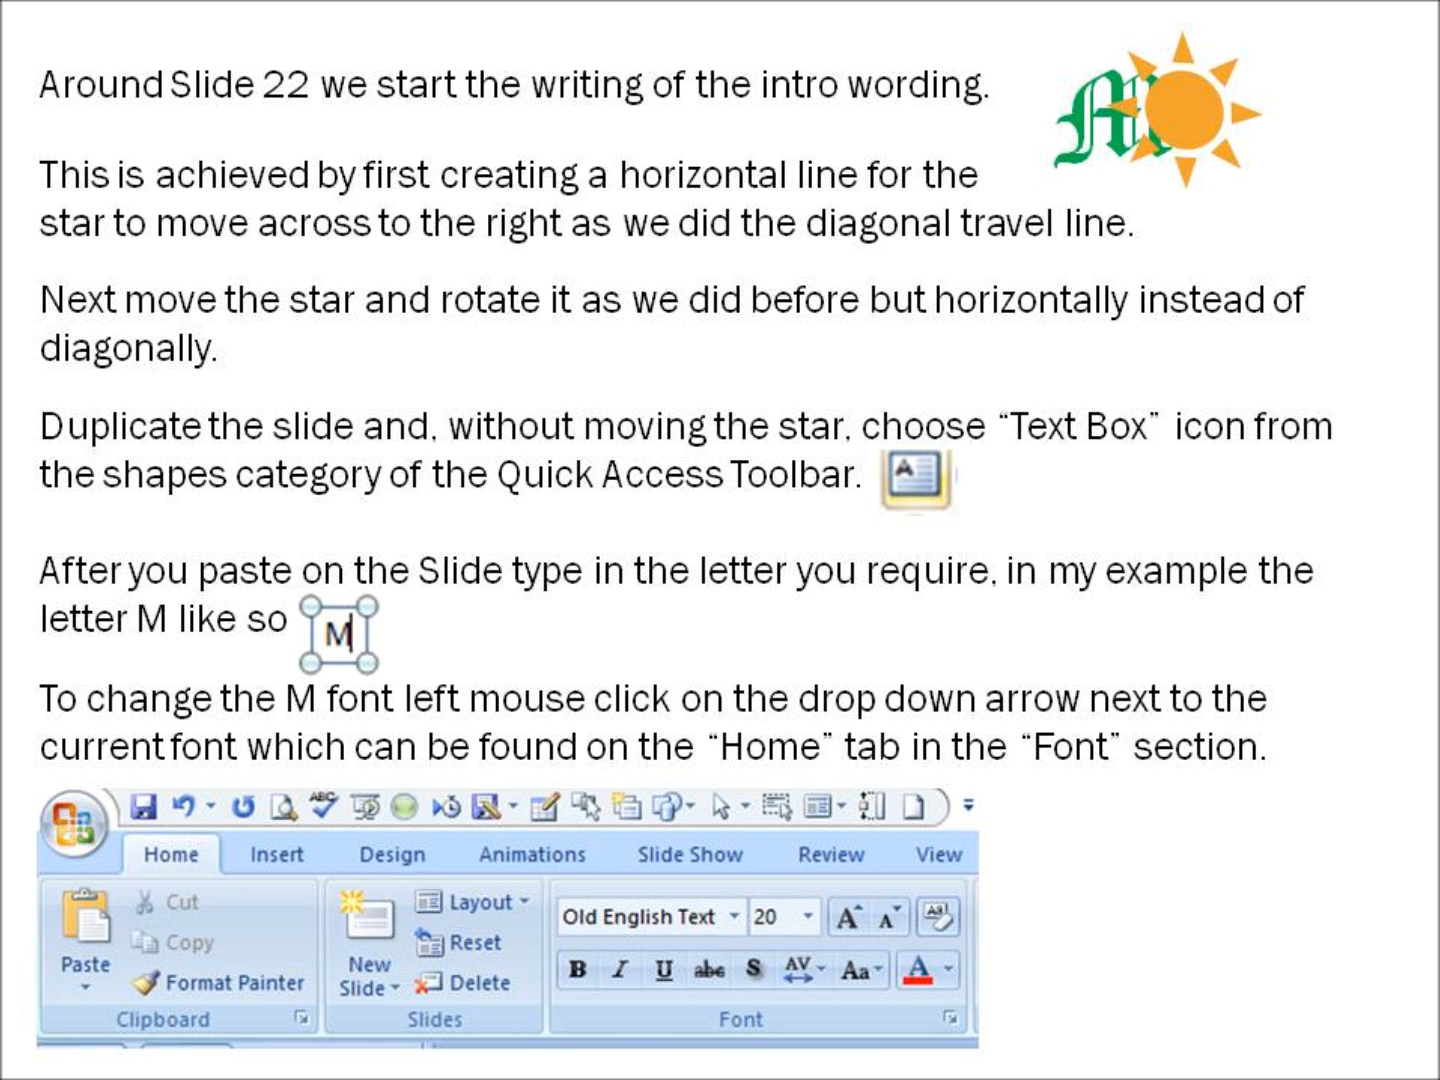 Around Slide 22 we start the writing of the intro wording.
M
This is achieved by first creating a horizontal line for the
star to move across to the right as we did the diagonal travel line.
Next move the star and rotate it as we did before but horizontally instead of
diagonally.
Duplicate the slide and, without moving the star, choose “Text Box” icon from
the shapes category of the Quick Access Toolbar.
A
After you paste on the Slide type in the letter you require, in my example the
letter M like so
M
To change the M font left mouse click on the drop down arrow next to the
current font which can be found on the “Home” tab in the “Font” section.
ABC
Home Insert Design Animations Slide Show Review View
Paste
Cut
Copy
Format Painter
Clipboard
New
Slide
Layout
Reset
Delete
Slides
Old English Text 20 A A Aa
B I U abc S AV Aa A
Font